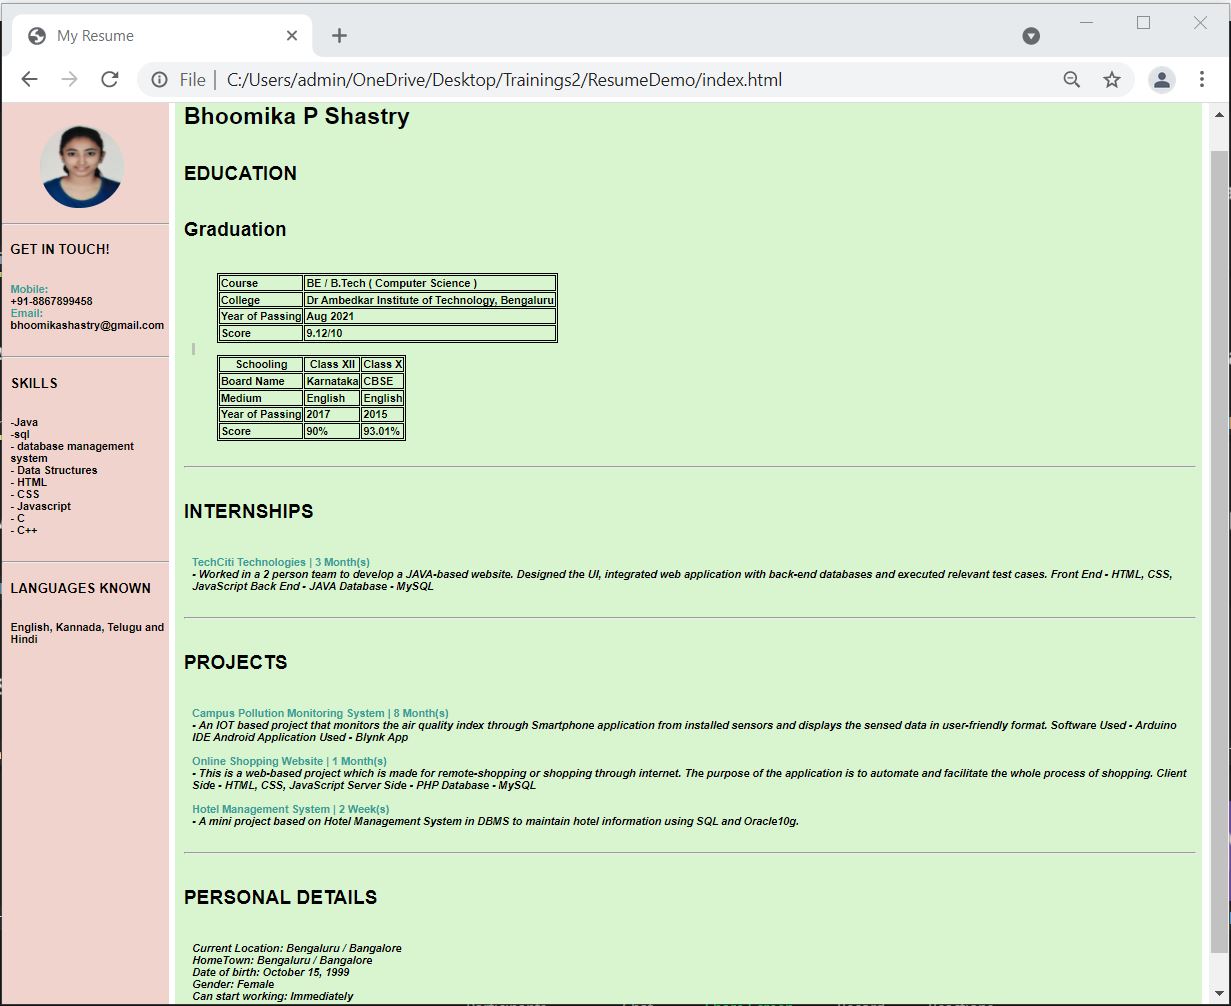 My Resume
File | C:/Users/admin/OneDrive/Desktop/Trainings2/ResumeDemo/index.html
GET IN TOUCH!
Mobile:
+91-8867899458
Email:
bhoomikashastry@gmail.com
SKILLS
-Java
-sql
- database management
system
- Data Structures
- HTML
- CSS
- Javascript
- C
- C++
LANGUAGES KNOWN
English, Kannada, Telugu and
Hindi
Bhoomika P Shastry
EDUCATION
Graduation
Course BE / B.Tech ( Computer Science )
College Dr Ambedkar Institute of Technology, Bengaluru
Year of Passing Aug 2021
Score 9.12/10
Schooling Class XII Class X
Board Name Karnataka CBSE
Medium English English
Year of Passing 2017 2015
Score 90% 93.01%
INTERNSHIPS
TechCiti Technologies | 3 Month(s)
- Worked in a 2 person team to develop a JAVA-based website. Designed the UI, integrated web application with back-end databases and executed relevant test cases. Front End - HTML, CSS,
JavaScript Back End - JAVA Database - MySQL
PROJECTS
Campus Pollution Monitoring System | 8 Month(s)
- An IOT based project that monitors the air quality index through Smartphone application from installed sensors and displays the sensed data in user-friendly format. Software Used - Arduino
IDE Android Application Used - Blynk App
Online Shopping Website | 1 Month(s)
- This is a web-based project which is made for remote-shopping or shopping through internet. The purpose of the application is to automate and facilitate the whole process of shopping. Client
Side - HTML, CSS, JavaScript Server Side - PHP Database - MySQL
Hotel Management System | 2 Week(s)
- A mini project based on Hotel Management System in DBMS to maintain hotel information using SQL and Oracle10g.
PERSONAL DETAILS
Current Location: Bengaluru / Bangalore
HomeTown: Bengaluru / Bangalore
Date of birth: October 15, 1999
Gender: Female
Can start working: Immediately